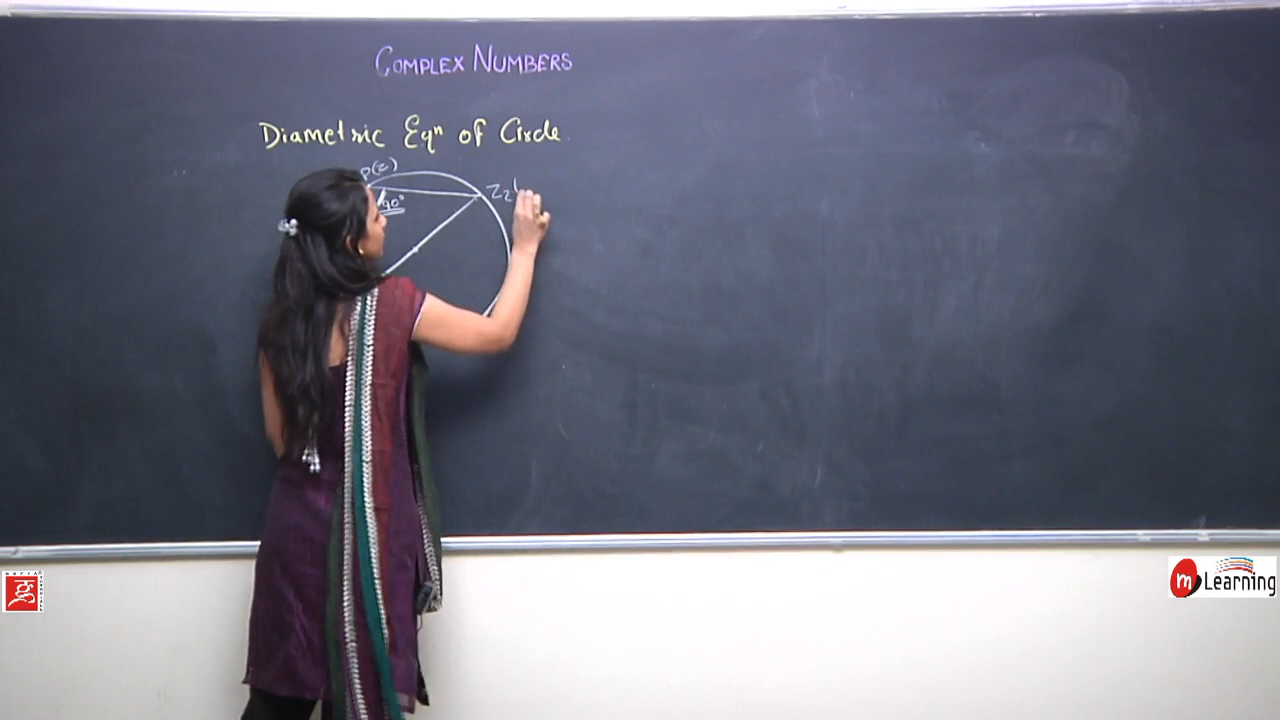 COMPLEX NUMBERS
Diametric Eqⁿ of Circle
P(z)
90°
Z₂
m Learning